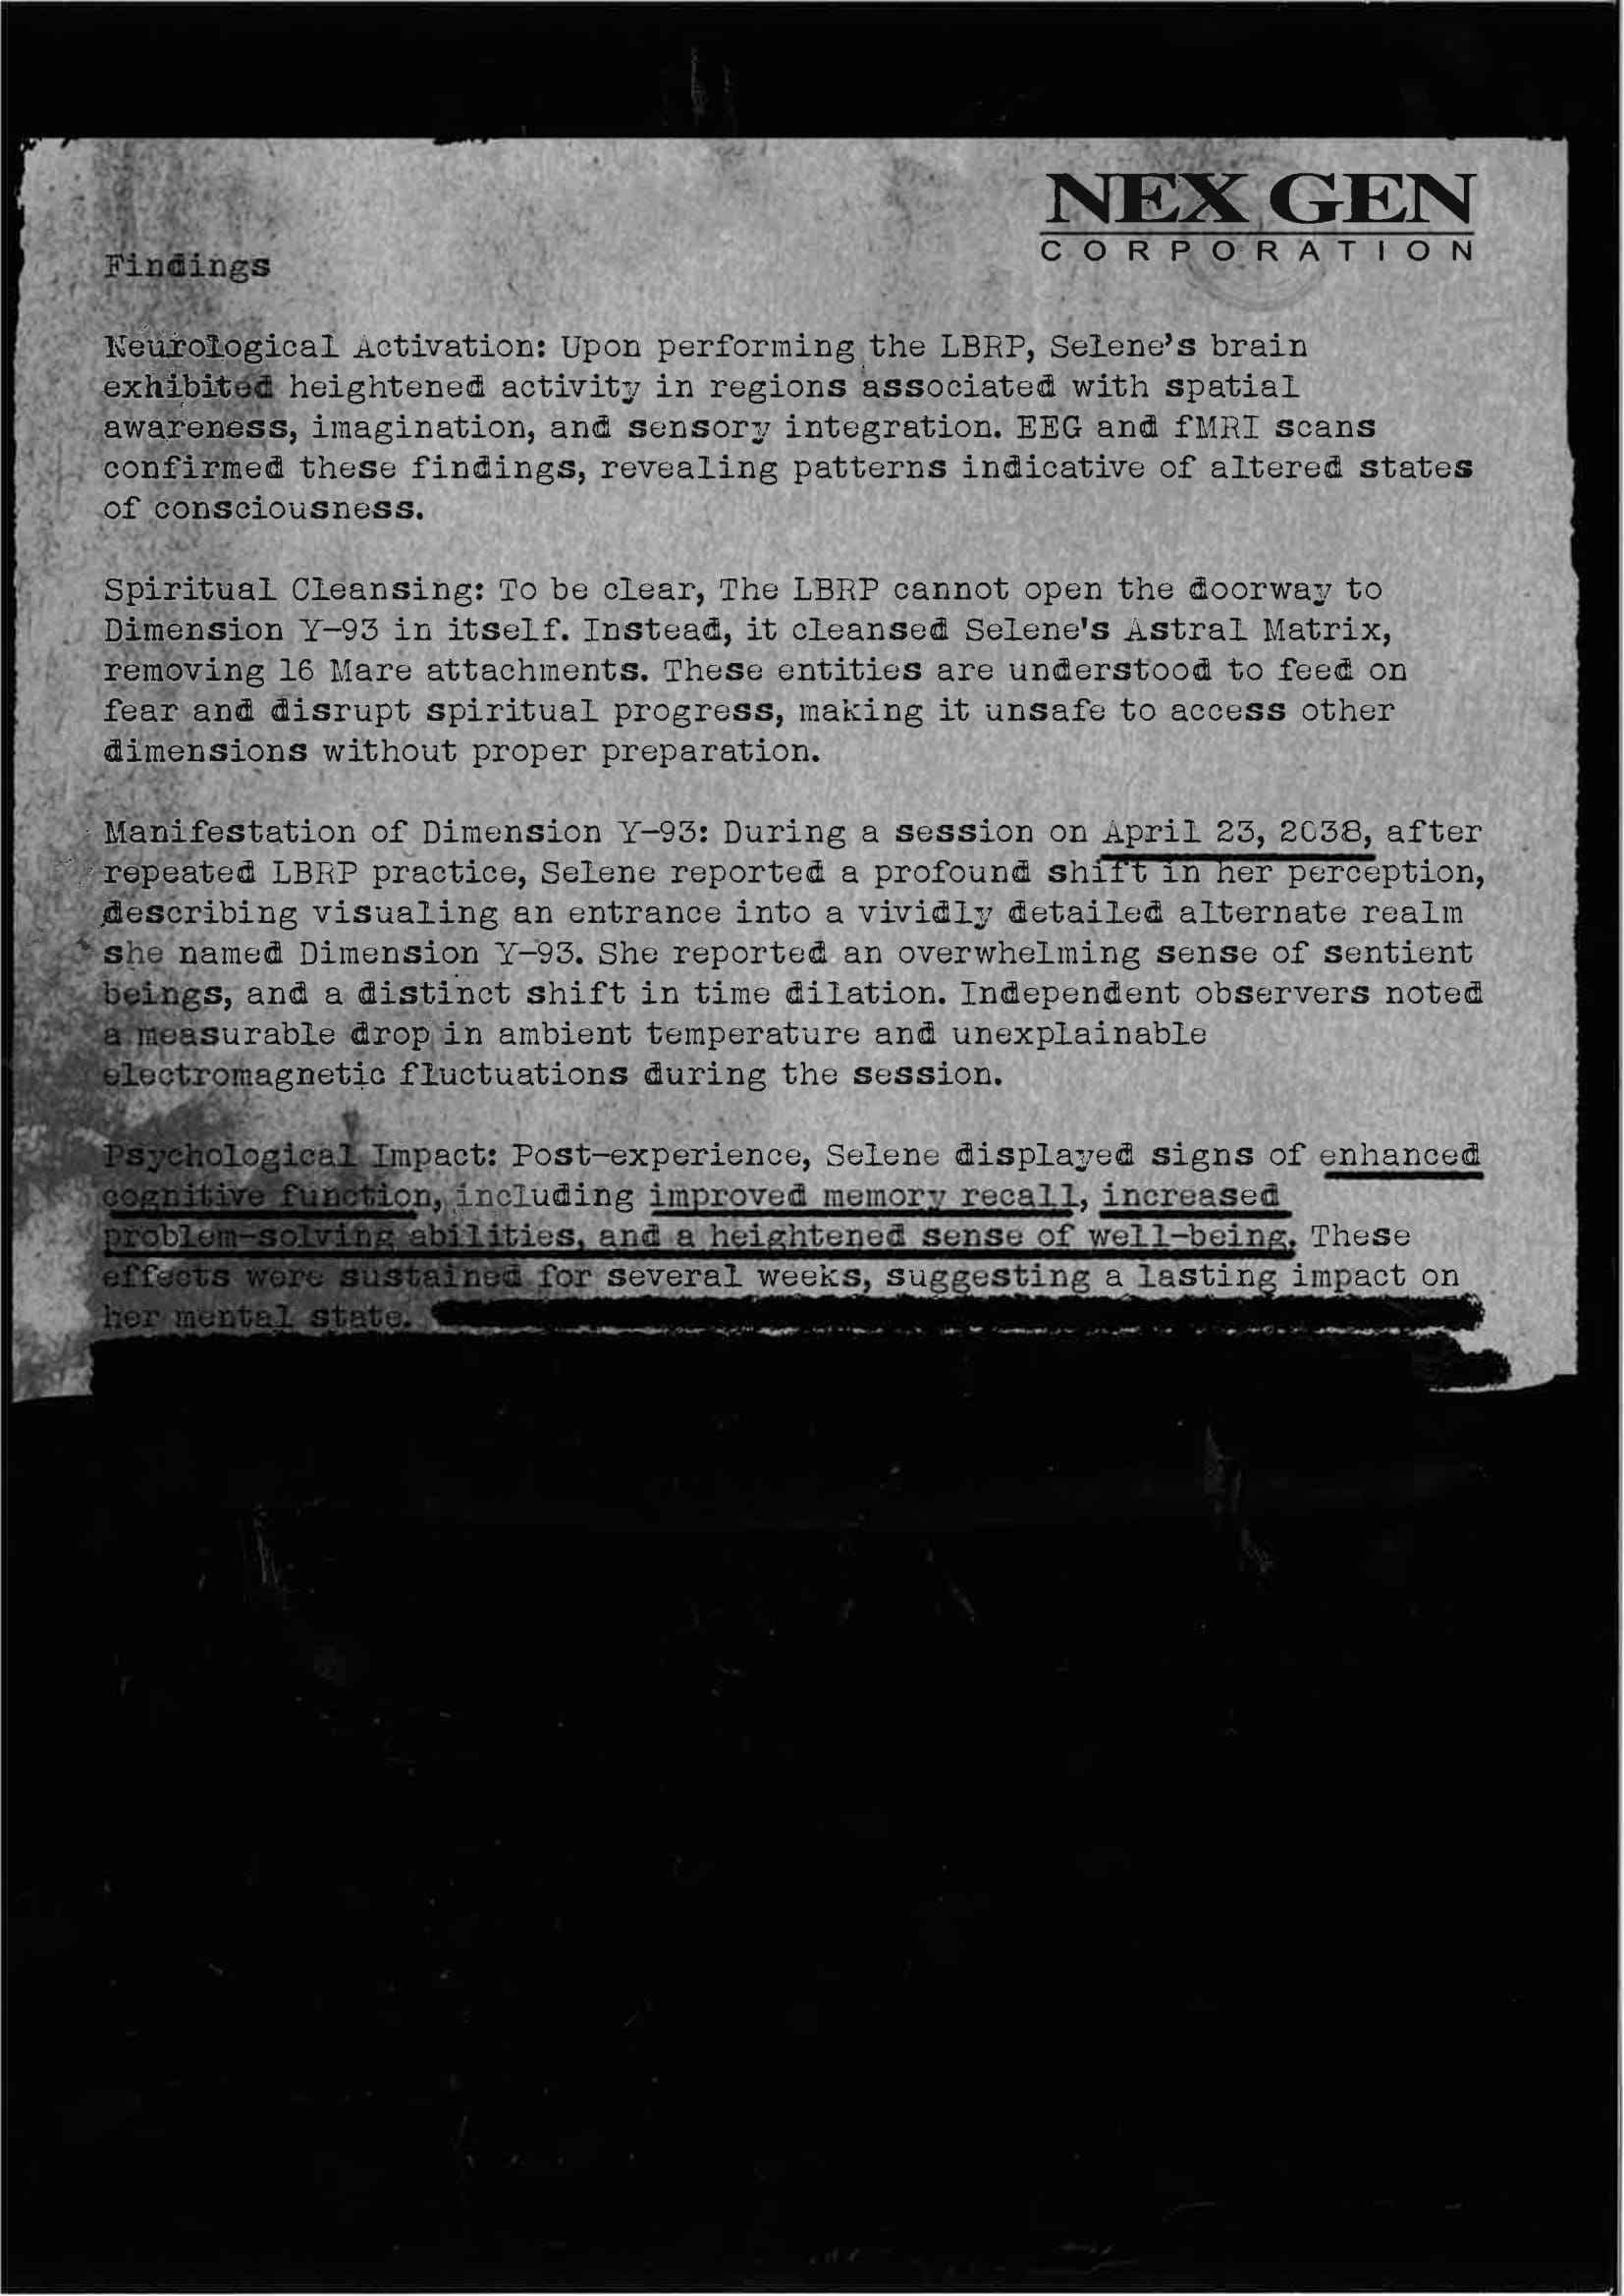 NEX GEN
CORPORATION
Findings
Neurological Activation: Upon performing the LBRP, Selene's brain
exhibited heightened activity in regions associated with spatial
awareness, imagination, and sensory integration. EEG and fMRI scans
confirmed these findings, revealing patterns indicative of altered states
of consciousness.
Spiritual Cleansing: To be clear, The LBRP cannot open the doorway to
Dimension Y-93 in itself. Instead, it cleansed Selene's Astral Matrix,
removing 16 Mare attachments. These entities are understood to feed on
fear and disrupt spiritual progress, making it unsafe to access other
dimensions without proper preparation.
Manifestation of Dimension Y-93: During a session on April 23, 2038, after
repeated LBRP practice, Selene reported a profound shift in her perception,
describing visualing an entrance into a vividly detailed alternate realm
she named Dimension Y-93. She reported an overwhelming sense of sentient
beings, and a distinct shift in time dilation. Independent observers noted
a measurable drop in ambient temperature and unexplainable
electromagnetic fluctuations during the session.
Psychological Impact: Post-experience, Selene displayed signs of enhanced
cognitive function, including improved memory recall, increased
problem-solving abilities, and a heightened sense of well-being. These
effects were sustained for several weeks, suggesting a lasting impact on
her mental state.